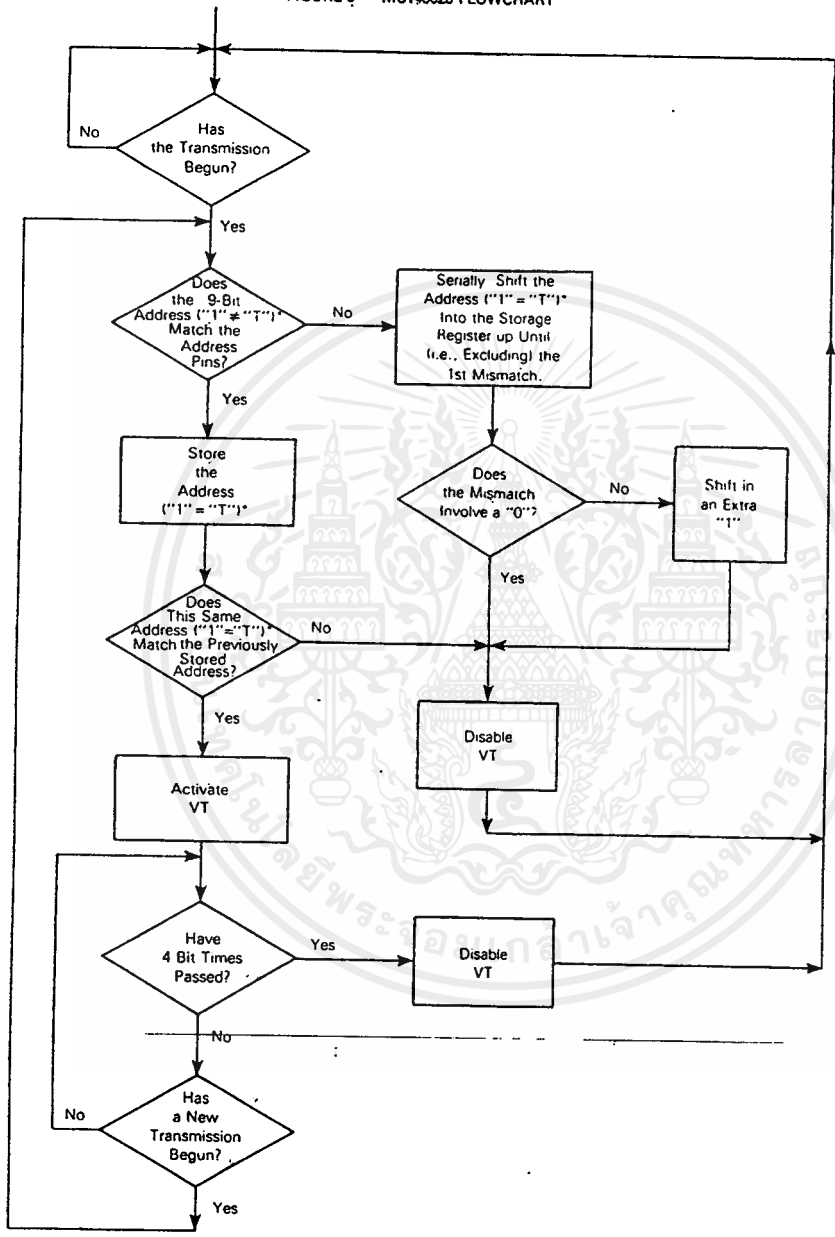 FLOWCHART
Has
the Transmission
Begun?
No
Yes
Does
the 9-Bit
Address ("1" ≠ "T")*
Match the
Address
Pins?
No
Yes
Serially Shift the
Address ("1" = "T")*
Into the Storage
Register up Until
(i.e., Excluding) the
1st Mismatch.
Store
the
Address
("1" = "T")*
Does
the Mismatch
Involve a "0"?
No
Yes
Shift in
an Extra
"1"
Does
This Same
Address ("1"="T")*
Match the Previously
Stored
Address?
No
Yes
Disable
VT
Activate
VT
Have
4 Bit Times
Passed?
Yes
No
Disable
VT
Has
a New
Transmission
Begun?
No
Yes